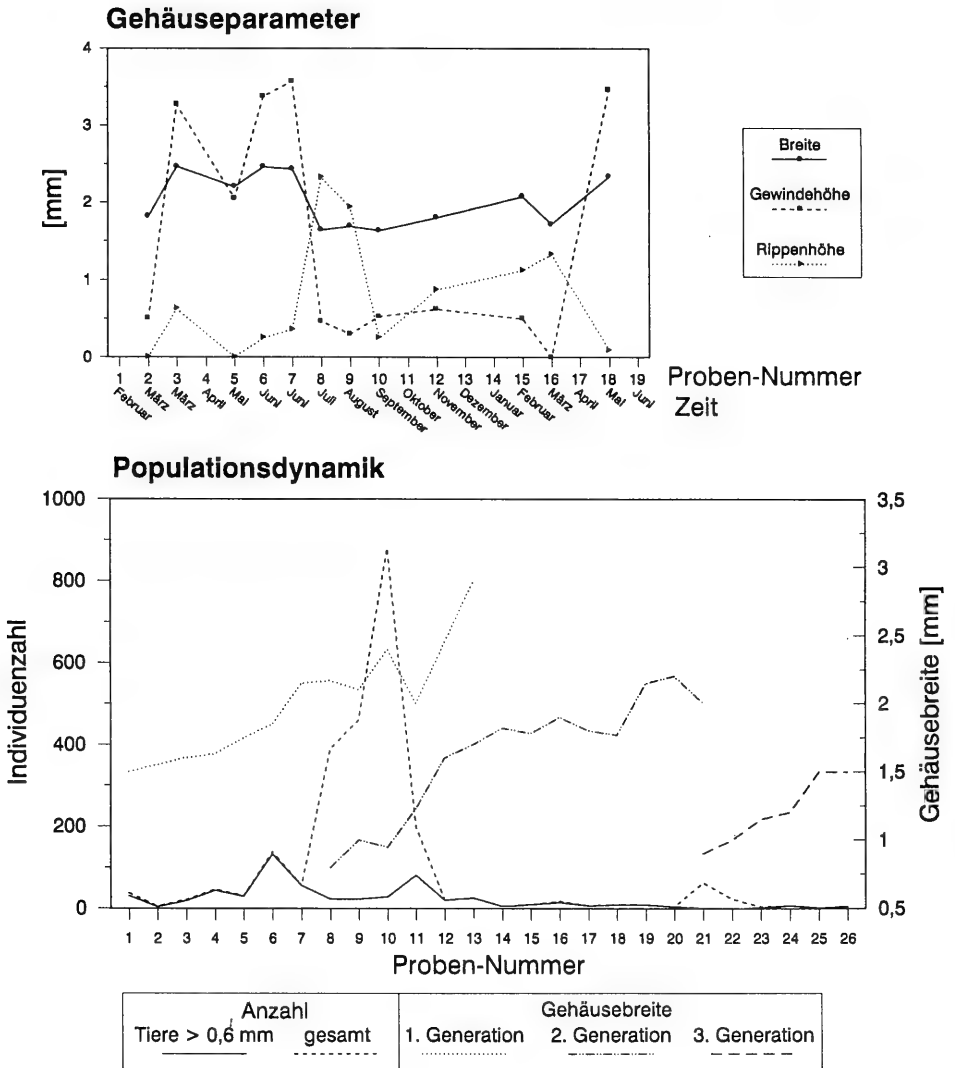 Gehäuseparameter
4
3
2
1
0
[mm]
Breite
Gewindehöhe
Rippenhöhe
1 2 3 4 5 6 7 8 9 10 11 12 13 14 15 16 17 18 19
Februar März März April Mai Juni Juni Juli August September Oktober November Dezember Januar Februar März April Mai Juni
Proben-Nummer
Zeit
Populationsdynamik
1000
800
600
400
200
0
Individuenzahl
3,5
3
2,5
2
1,5
1
0,5
Gehäusebreite [mm]
1 2 3 4 5 6 7 8 9 10 11 12 13 14 15 16 17 18 19 20 21 22 23 24 25 26
Proben-Nummer
Anzahl Gehäusebreite
Tiere > 0,6 mm gesamt 1. Generation 2. Generation 3. Generation